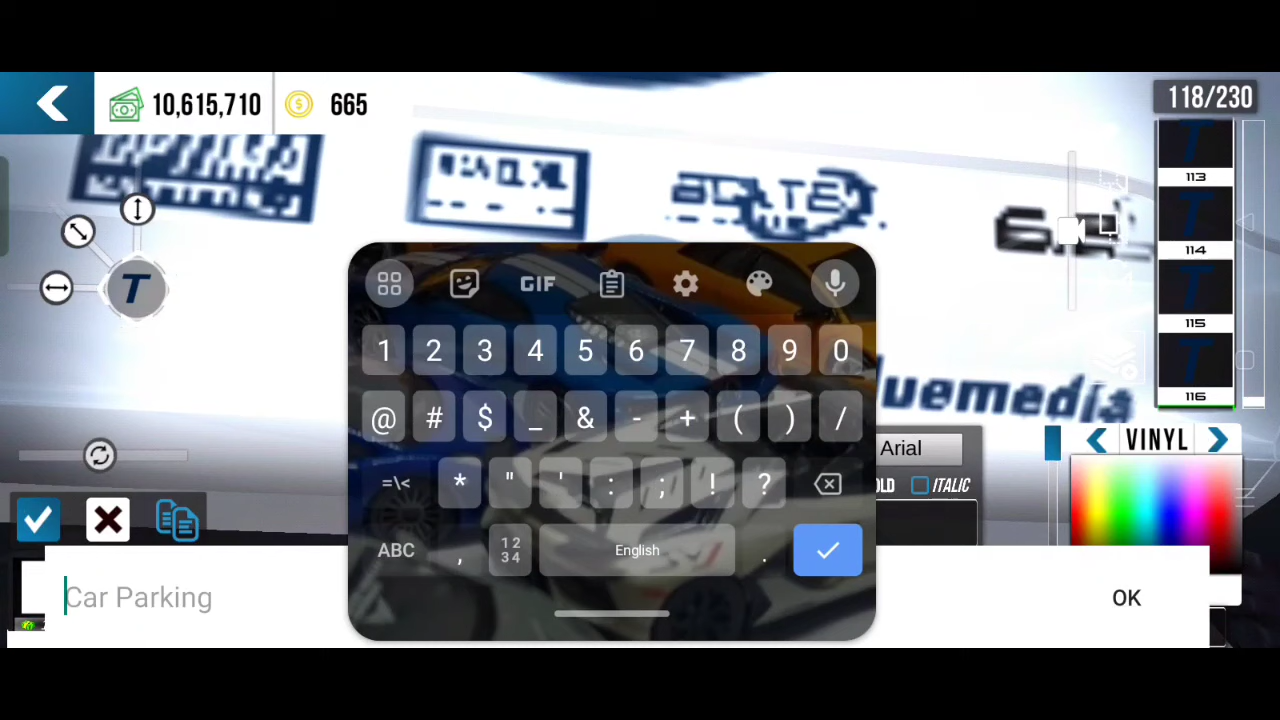 10,615,710 665 118/230
113
114
T
115
116
uemedia
VINYL
Arial
OLD ITALIC
GIF
1 2 3 4 5 6 7 8 9 0
@ # $ _ & - + ( ) /
=\< * " ' : ; ! ?
ABC , 12 34 English .
Car Parking
OK